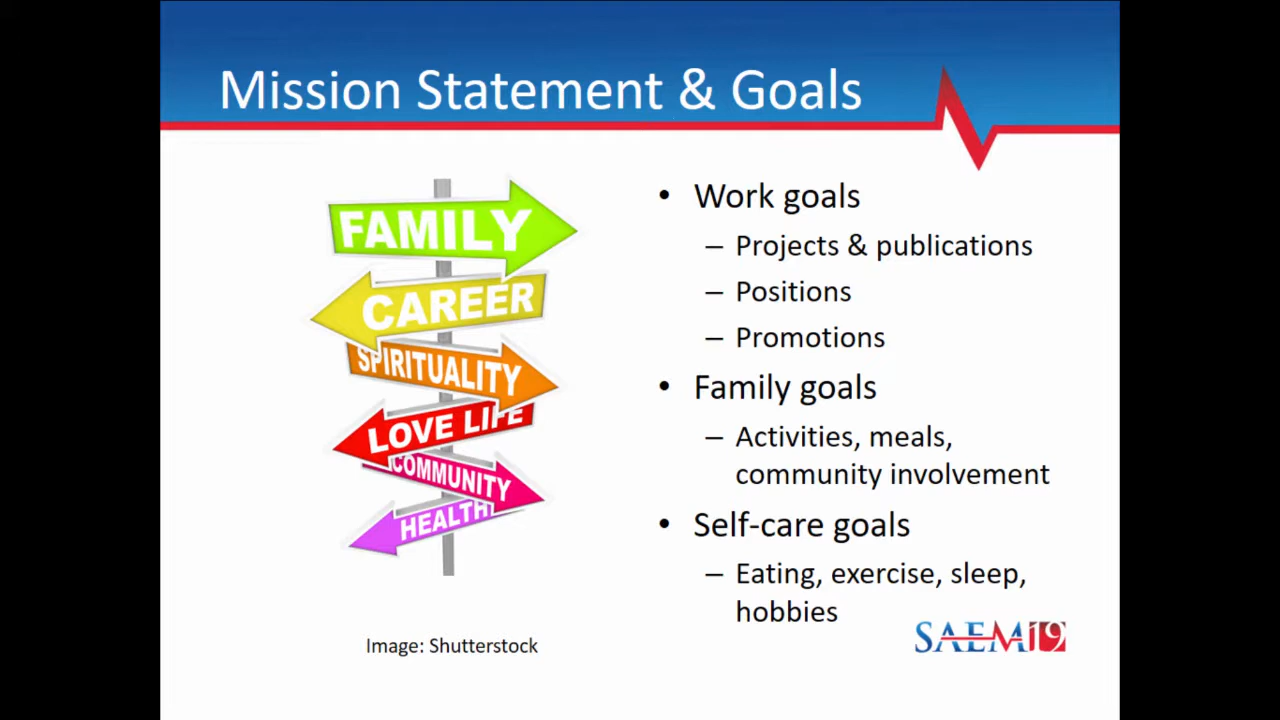 Mission Statement & Goals
FAMILY
CAREER
SPIRITUALITY
LOVE LIFE
COMMUNITY
HEALTH
Image: Shutterstock
• Work goals
– Projects & publications
– Positions
– Promotions
• Family goals
– Activities, meals,
community involvement
• Self-care goals
– Eating, exercise, sleep,
hobbies
SAEM19